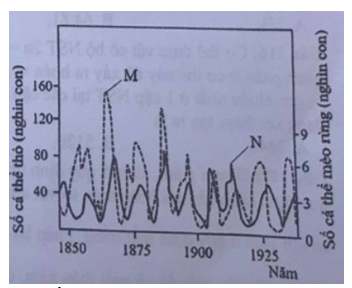 Số cá thể thỏ (nghìn con)
160
120
80
40
M
N
9
6
3
0
Số cá thể mèo rừng (nghìn con)
1850
1875
1900
1925
Năm